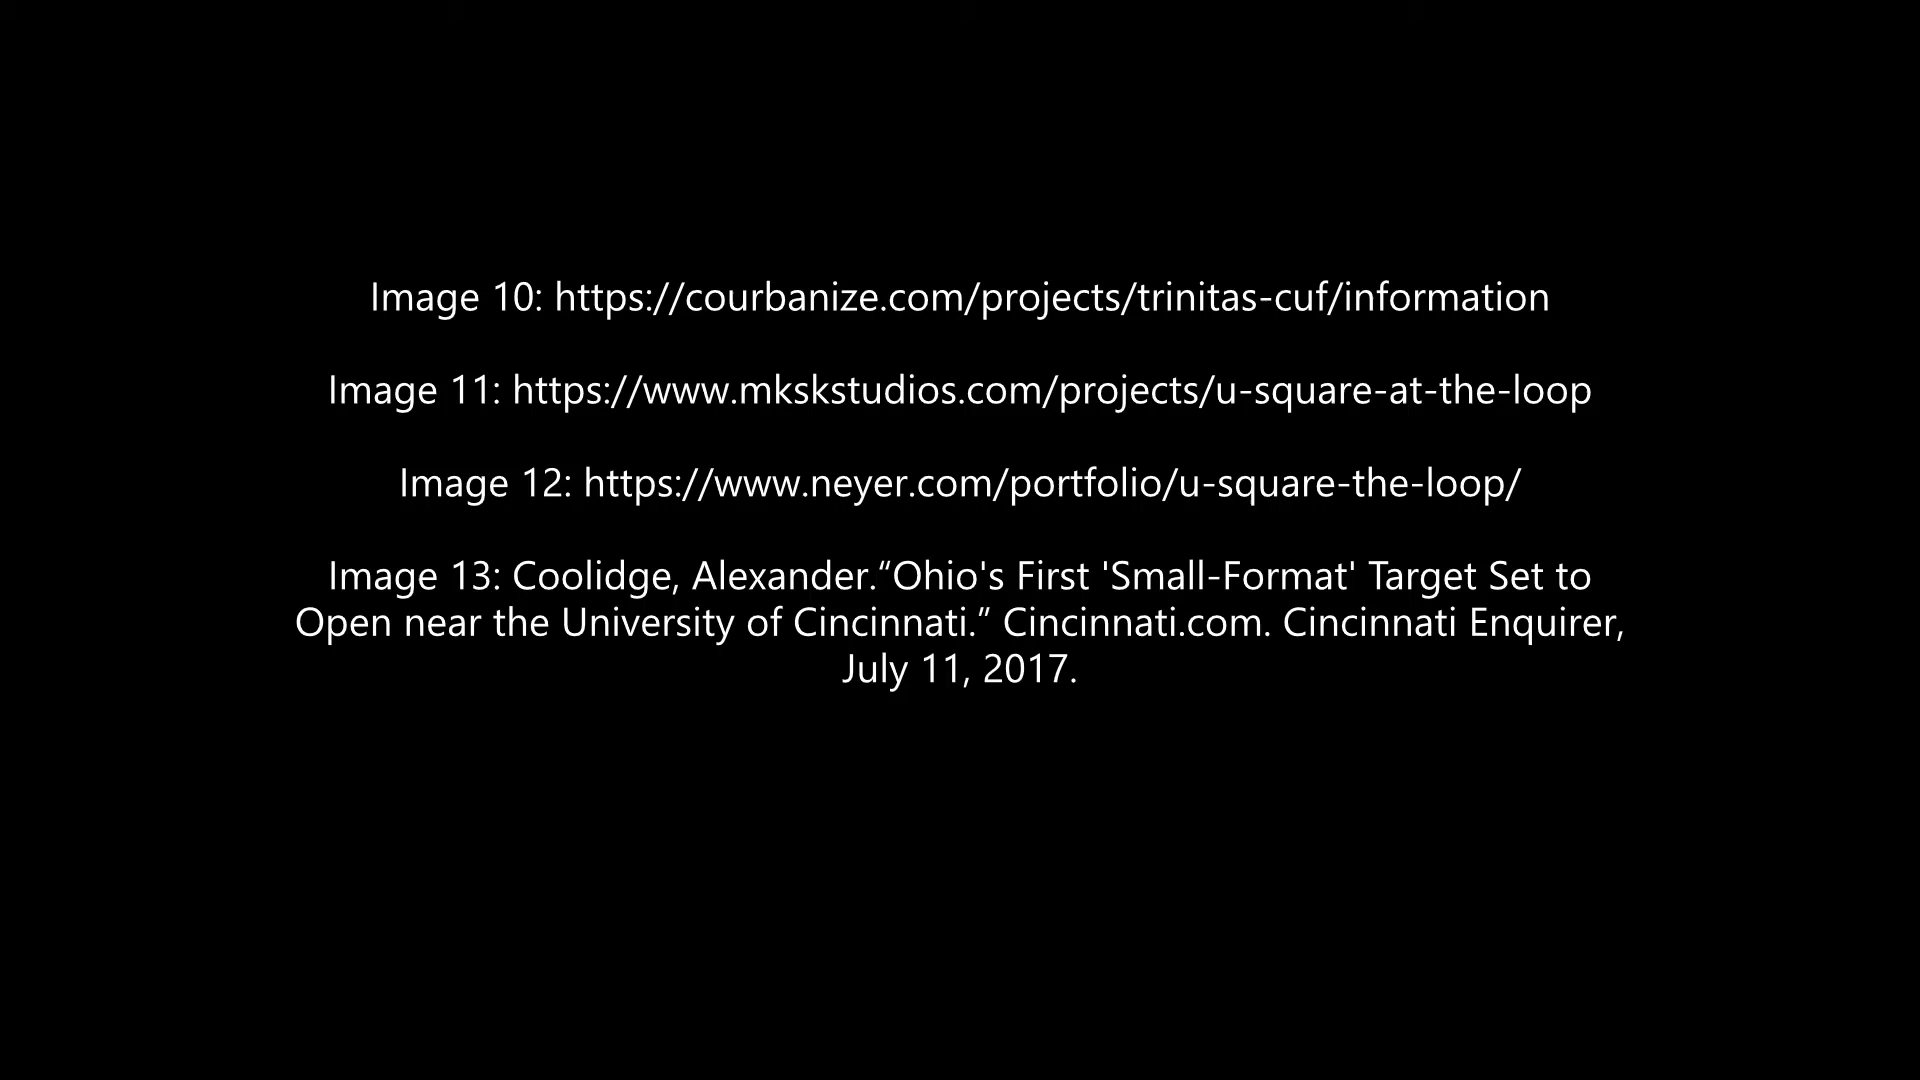 Image 10: https://courbanize.com/projects/trinitas-cuf/information
Image 11: https://www.mkskstudios.com/projects/u-square-at-the-loop
Image 12: https://www.neyer.com/portfolio/u-square-the-loop/
Image 13: Coolidge, Alexander.“Ohio's First 'Small-Format' Target Set to
Open near the University of Cincinnati.” Cincinnati.com. Cincinnati Enquirer,
July 11, 2017.